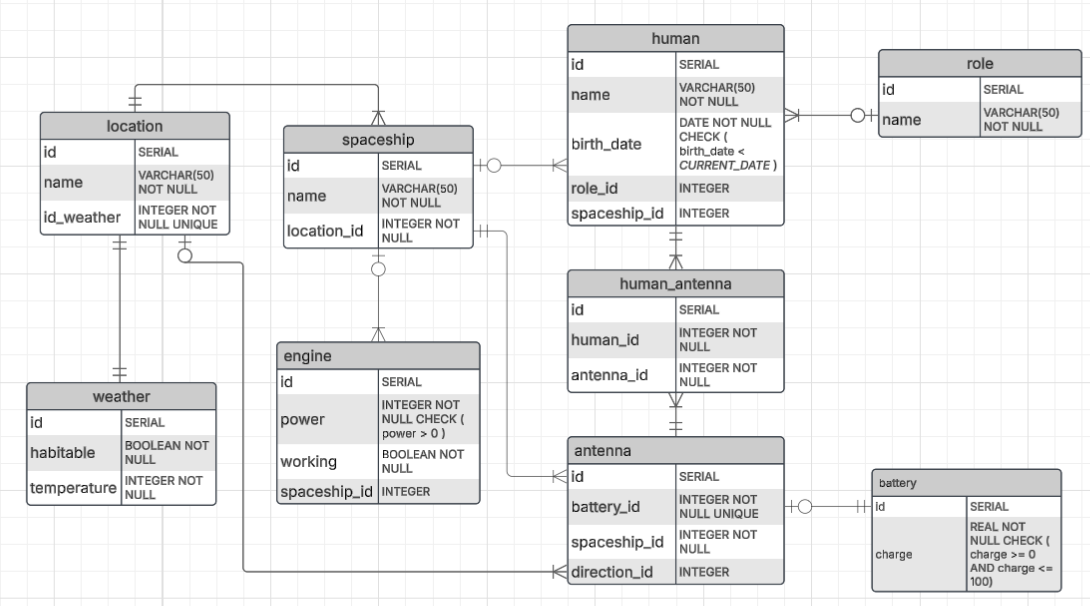 location
id SERIAL
name VARCHAR(50)
NOT NULL
id_weather INTEGER NOT
NULL UNIQUE
weather
id SERIAL
habitable BOOLEAN NOT
NULL
temperature INTEGER NOT
NULL
spaceship
id SERIAL
name VARCHAR(50)
NOT NULL
location_id INTEGER NOT
NULL
engine
id SERIAL
power INTEGER NOT
NULL CHECK (
power > 0 )
working BOOLEAN NOT
NULL
spaceship_id INTEGER
human
id SERIAL
name VARCHAR(50)
NOT NULL
birth_date DATE NOT NULL
CHECK (
birth_date <
CURRENT_DATE )
role_id INTEGER
spaceship_id INTEGER
human_antenna
id SERIAL
human_id INTEGER NOT
NULL
antenna_id INTEGER NOT
NULL
antenna
id SERIAL
battery_id INTEGER NOT
NULL UNIQUE
spaceship_id INTEGER NOT
NULL
direction_id INTEGER
role
id SERIAL
name VARCHAR(50)
NOT NULL
battery
id SERIAL
charge REAL NOT
NULL CHECK (
charge >= 0
AND charge <=
100)